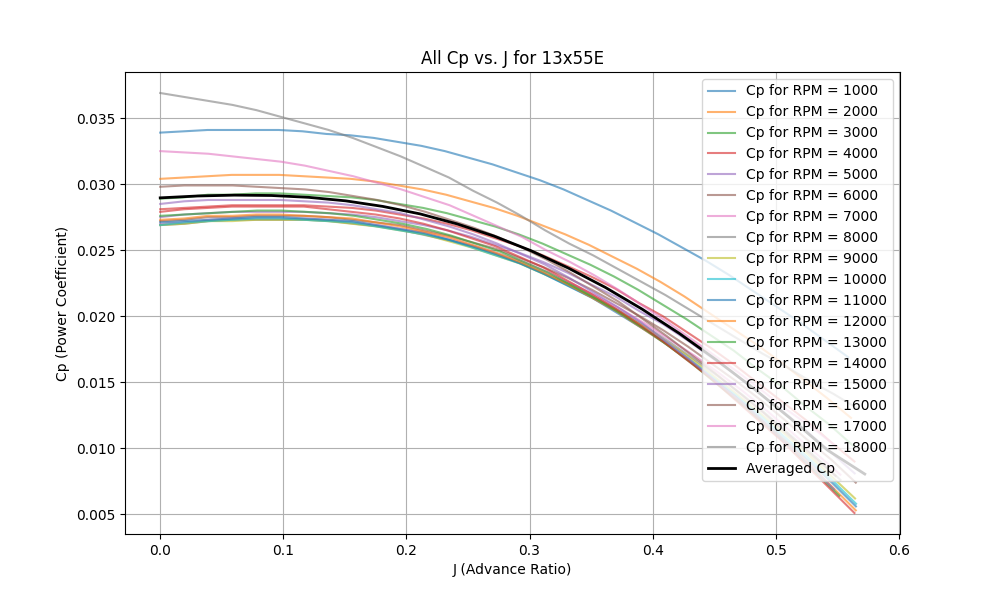 All Cp vs. J for 13x55E
Cp (Power Coefficient)
0.035
0.030
0.025
0.020
0.015
0.010
0.005
0.0 0.1 0.2 0.3 0.4 0.5 0.6
J (Advance Ratio)
Cp for RPM = 1000
Cp for RPM = 2000
Cp for RPM = 3000
Cp for RPM = 4000
Cp for RPM = 5000
Cp for RPM = 6000
Cp for RPM = 7000
Cp for RPM = 8000
Cp for RPM = 9000
Cp for RPM = 10000
Cp for RPM = 11000
Cp for RPM = 12000
Cp for RPM = 13000
Cp for RPM = 14000
Cp for RPM = 15000
Cp for RPM = 16000
Cp for RPM = 17000
Cp for RPM = 18000
Averaged Cp